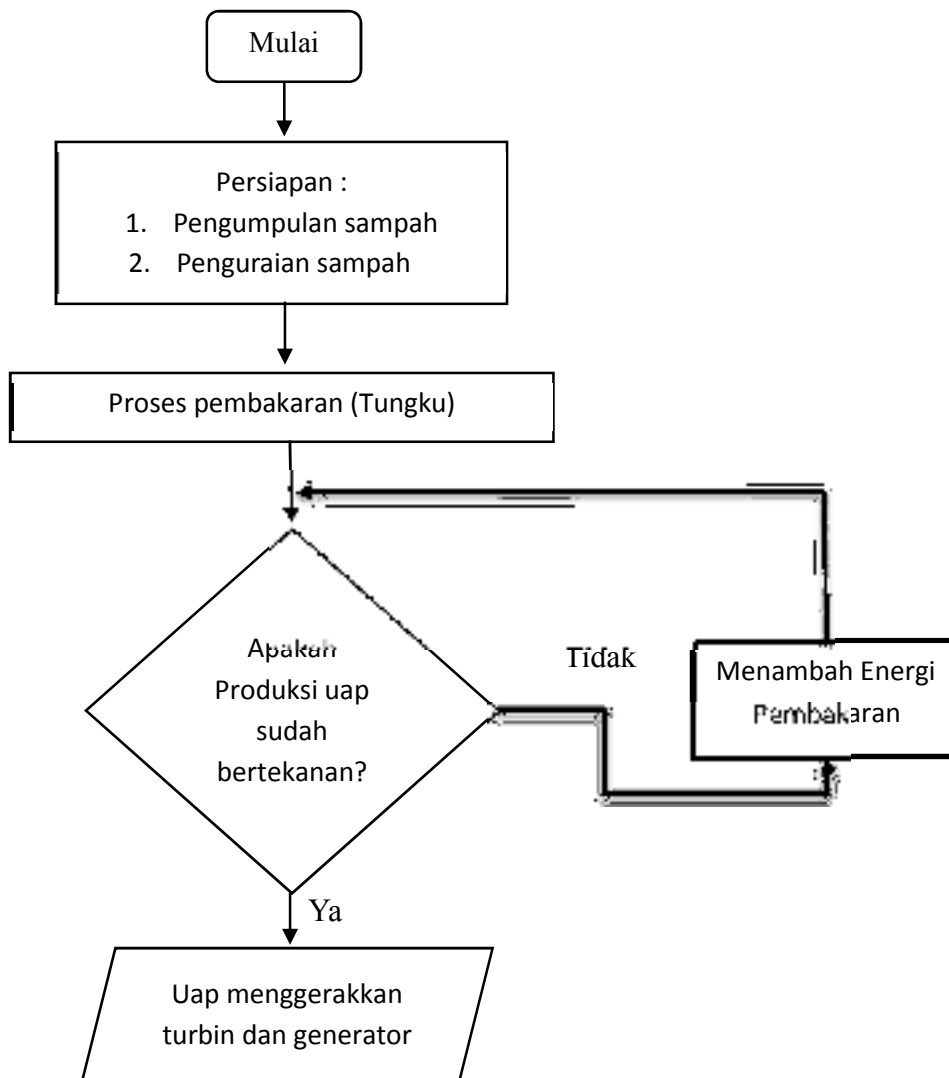 Mulai
Persiapan :
1. Pengumpulan sampah
2. Penguraian sampah
Proses pembakaran (Tungku)
Apakah
Produksi uap
sudah
bertekanan?
Tidak
Menambah Energi
Pembakaran
Ya
Uap menggerakkan
turbin dan generator